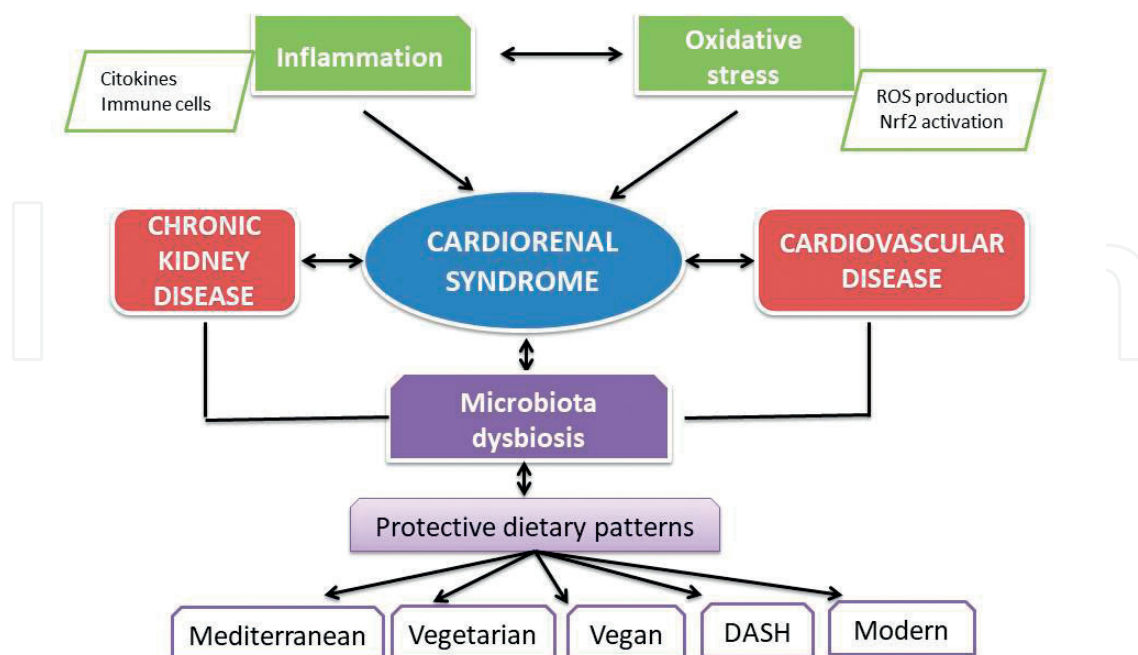 Inflammation
Oxidative
stress
Citokines
Immune cells
ROS production
Nrf2 activation
CHRONIC
KIDNEY
DISEASE
CARDIORENAL
SYNDROME
CARDIOVASCULAR
DISEASE
Microbiota
dysbiosis
Protective dietary patterns
Mediterranean
Vegetarian
Vegan
DASH
Modern